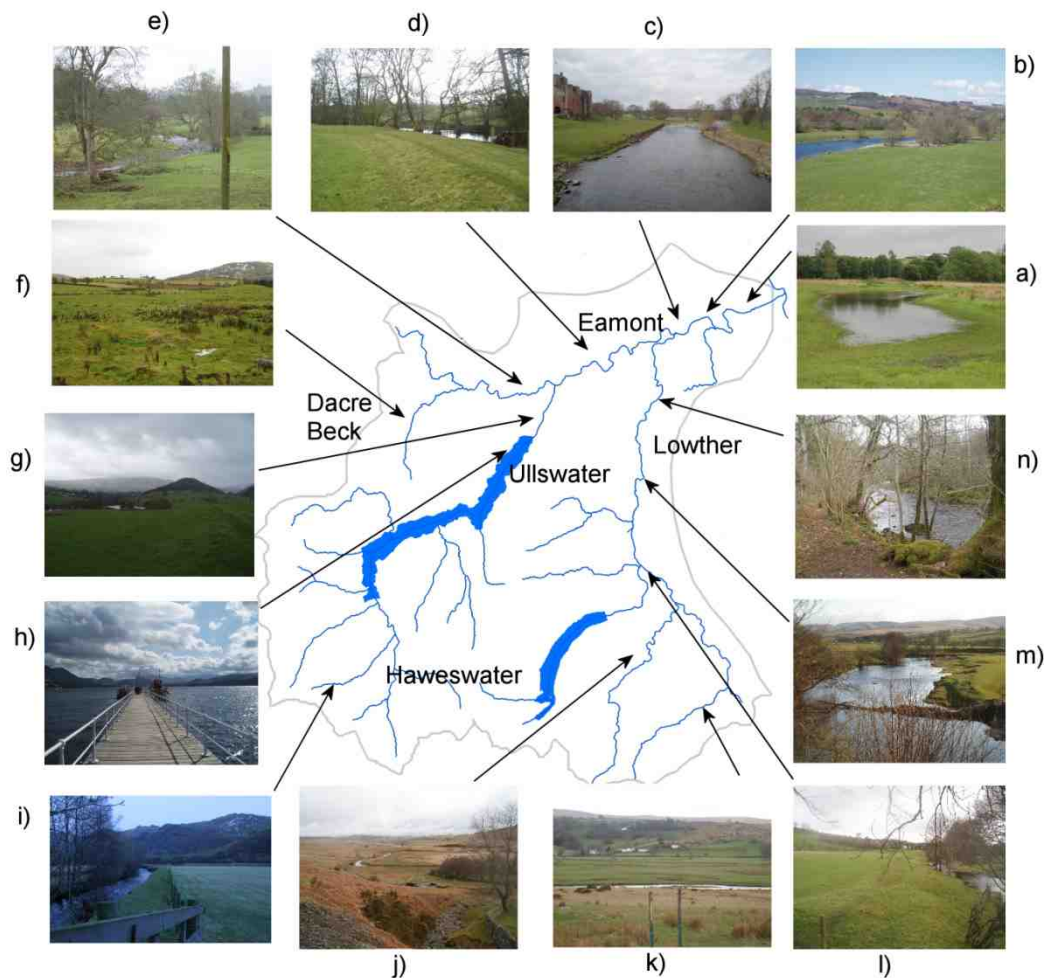 e)
d)
c)
b)
f)
a)
Eamont
Dacre
Beck
Lowther
g)
Ullswater
n)
h)
Haweswater
m)
i)
j)
k)
l)